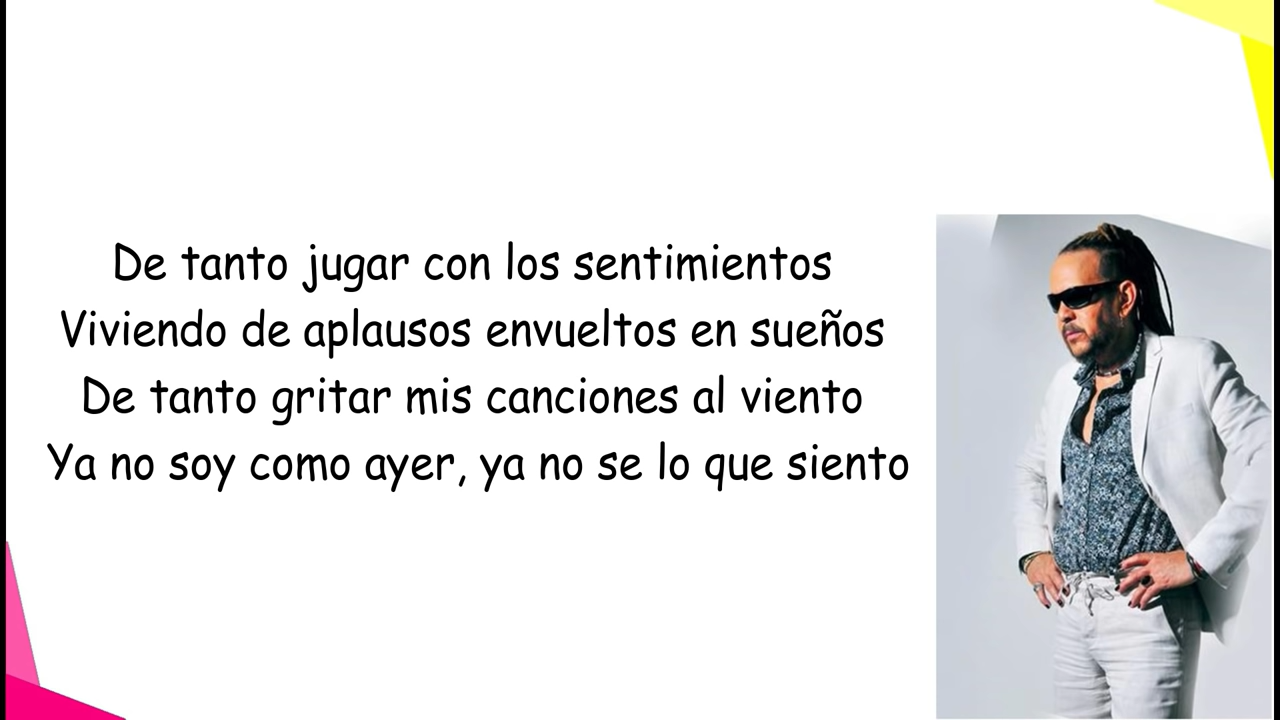 De tanto jugar con los sentimientos
Viviendo de aplausos envueltos en sueños
De tanto gritar mis canciones al viento
Ya no soy como ayer, ya no se lo que siento